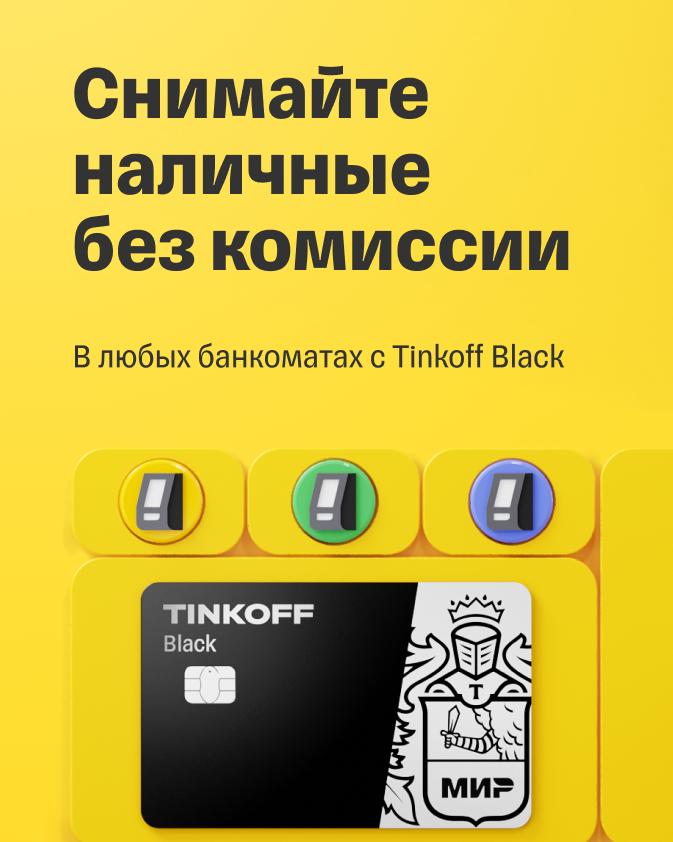 Снимайте
наличные
без комиссии
В любых банкоматах с Tinkoff Black
TINKOFF
Black
T
МИР